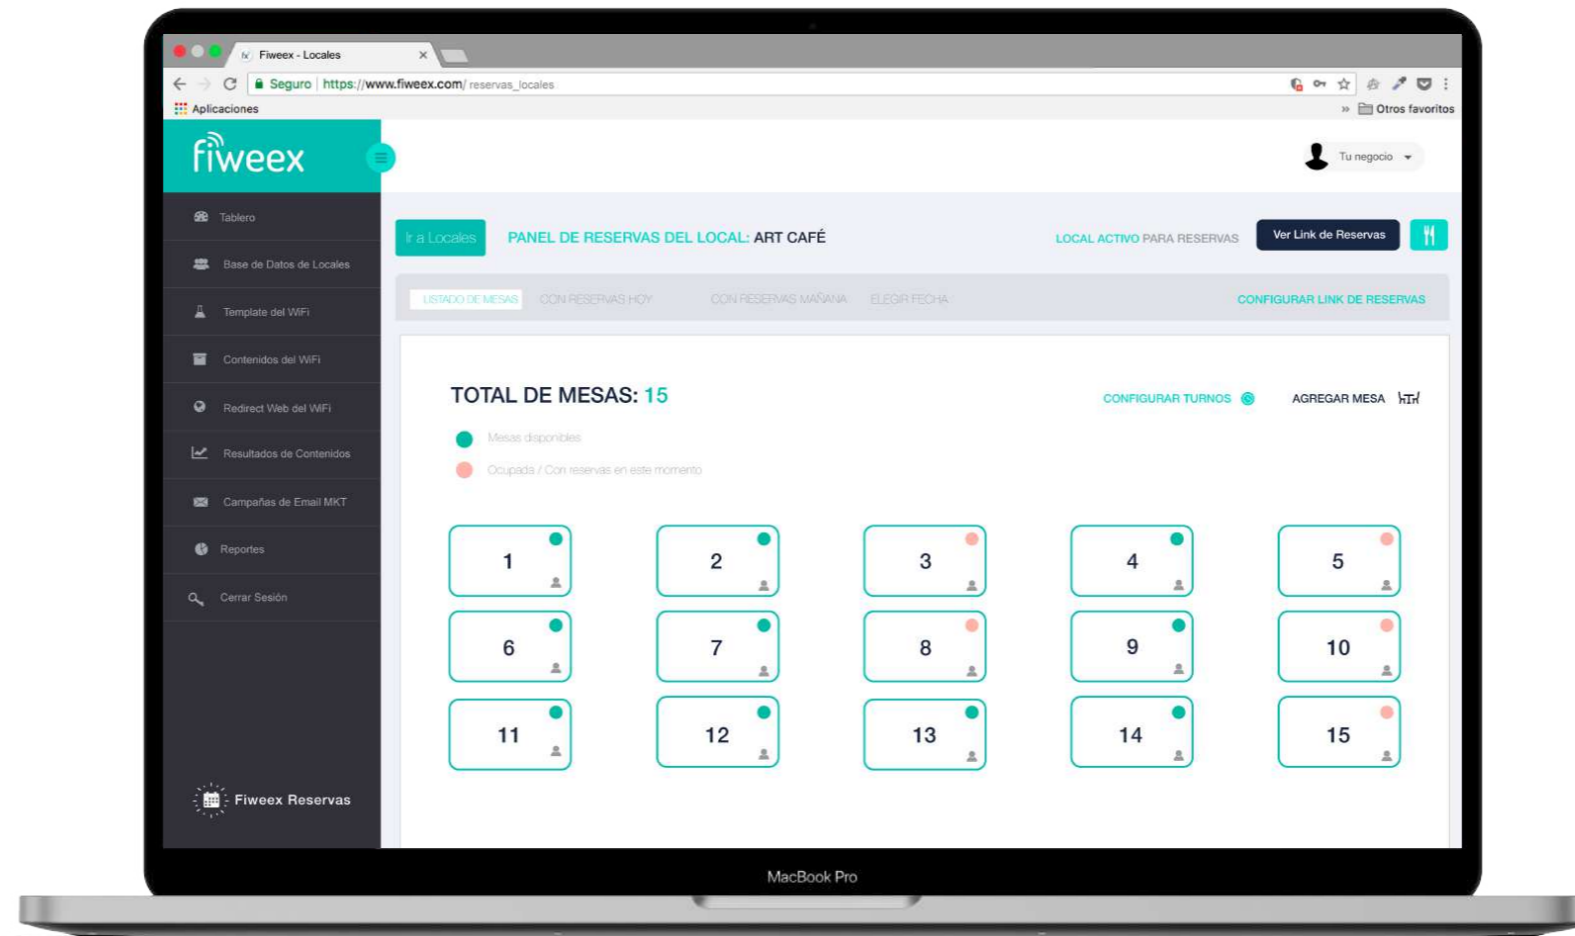 Fiweex - Locales
Seguro https://www.fiweex.com/ reservas_locales
Aplicaciones
» Otros favoritos
fiweex
Tu negocio
Tablero
Base de Datos de Locales
Template del WiFi
Contenidos del WiFi
Redirect Web del WiFi
Resultados de Contenidos
Campañas de Email MKT
Reportes
Cerrar Sesión
Fiweex Reservas
Ir a Locales
PANEL DE RESERVAS DEL LOCAL: ART CAFÉ
LOCAL ACTIVO PARA RESERVAS
Ver Link de Reservas
LISTADO DE MESAS CON RESERVAS HOY CON RESERVAS MAÑANA ELEGIR FECHA
CONFIGURAR LINK DE RESERVAS
TOTAL DE MESAS: 15
CONFIGURAR TURNOS
AGREGAR MESA
Mesas disponibles
Ocupada / Con reservas en este momento
1 2 3 4 5
6 7 8 9 10
11 12 13 14 15
MacBook Pro